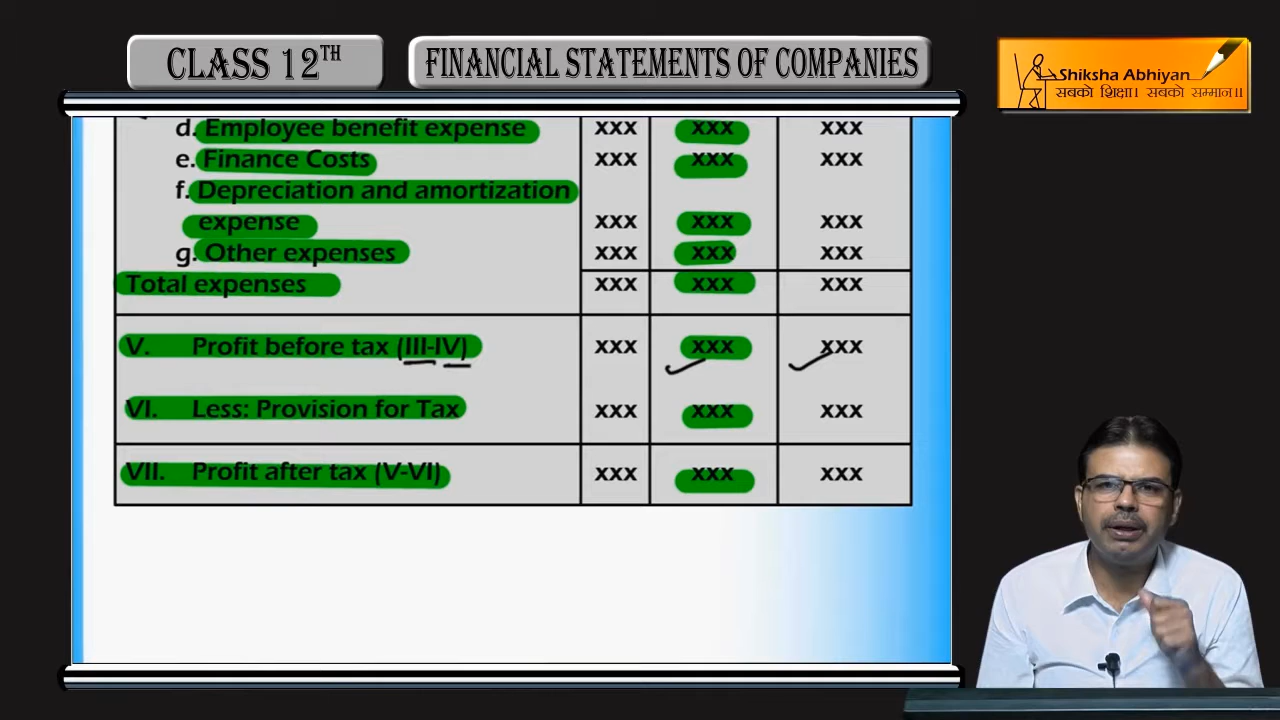 CLASS 12TH
FINANCIAL STATEMENTS OF COMPANIES
Shiksha Abhiyan
सबको शिक्षा। सबको सम्मान।।
d. Employee benefit expense xxx xxx xxx
e. Finance Costs xxx xxx xxx
f. Depreciation and amortization
expense xxx xxx xxx
g. Other expenses xxx xxx xxx
Total expenses xxx xxx xxx
V. Profit before tax (III-IV) xxx xxx xxx
VI. Less: Provision for Tax xxx xxx xxx
VII. Profit after tax (V-VI) xxx xxx xxx